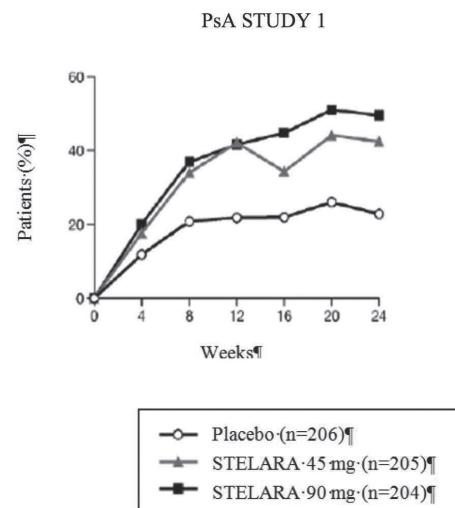 PsA STUDY 1
60
40
20
0
Patients·(%)¶
0 4 8 12 16 20 24
Weeks¶
Placebo·(n=206)¶
STELARA·45·mg·(n=205)¶
STELARA·90·mg·(n=204)¶